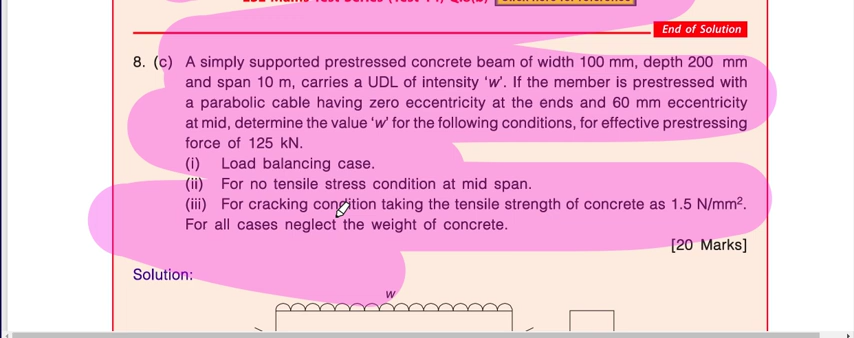 End of Solution
8. (c) A simply supported prestressed concrete beam of width 100 mm, depth 200 mm
and span 10 m, carries a UDL of intensity ‘w’. If the member is prestressed with
a parabolic cable having zero eccentricity at the ends and 60 mm eccentricity
at mid, determine the value ‘w’ for the following conditions, for effective prestressing
force of 125 kN.
(i) Load balancing case.
(ii) For no tensile stress condition at mid span.
(iii) For cracking condition taking the tensile strength of concrete as 1.5 N/mm².
For all cases neglect the weight of concrete.
[20 Marks]
Solution:
w